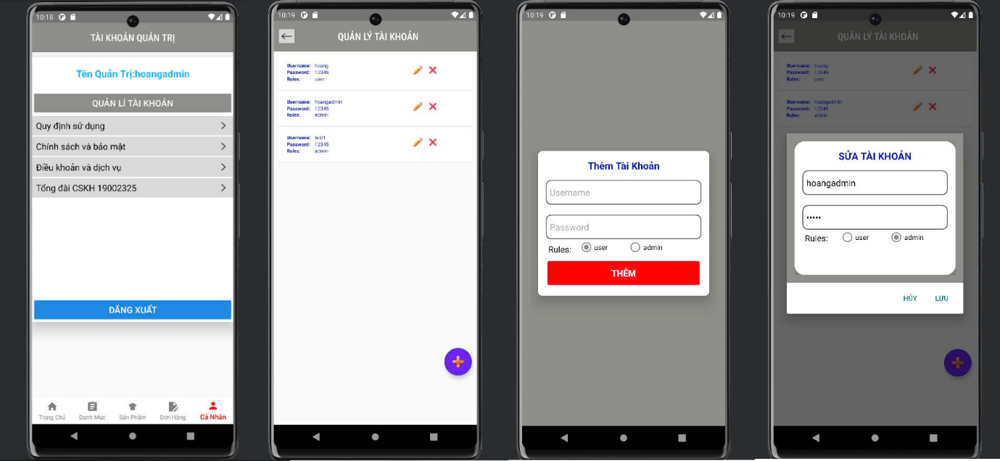 10:18
TÀI KHOẢN QUẢN TRỊ
Tên Quản Trị:hoangadmin
QUẢN LÍ TÀI KHOẢN
Quy định sử dụng
Chính sách và bảo mật
Điều khoản và dịch vụ
Tổng đài CSKH 19002325
ĐĂNG XUẤT
Trang Chủ Danh Mục Sản Phẩm Đơn Hàng Cá Nhân
10:19
QUẢN LÝ TÀI KHOẢN
Username: hoang
Password: 12345
Rules: user
Username: hoangadmin
Password: 12345
Rules: admin
Username: test1
Password: 12345
Rules: admin
10:19
Thêm Tài Khoản
Username
Password
Rules: user admin
THÊM
10:19
QUẢN LÝ TÀI KHOẢN
Username: hoang
Password: 12345
Rules: user
Username: hoangadmin
Password: 12345
Rules: admin
SỬA TÀI KHOẢN
hoangadmin
•••••
Rules: user admin
HỦY LƯU